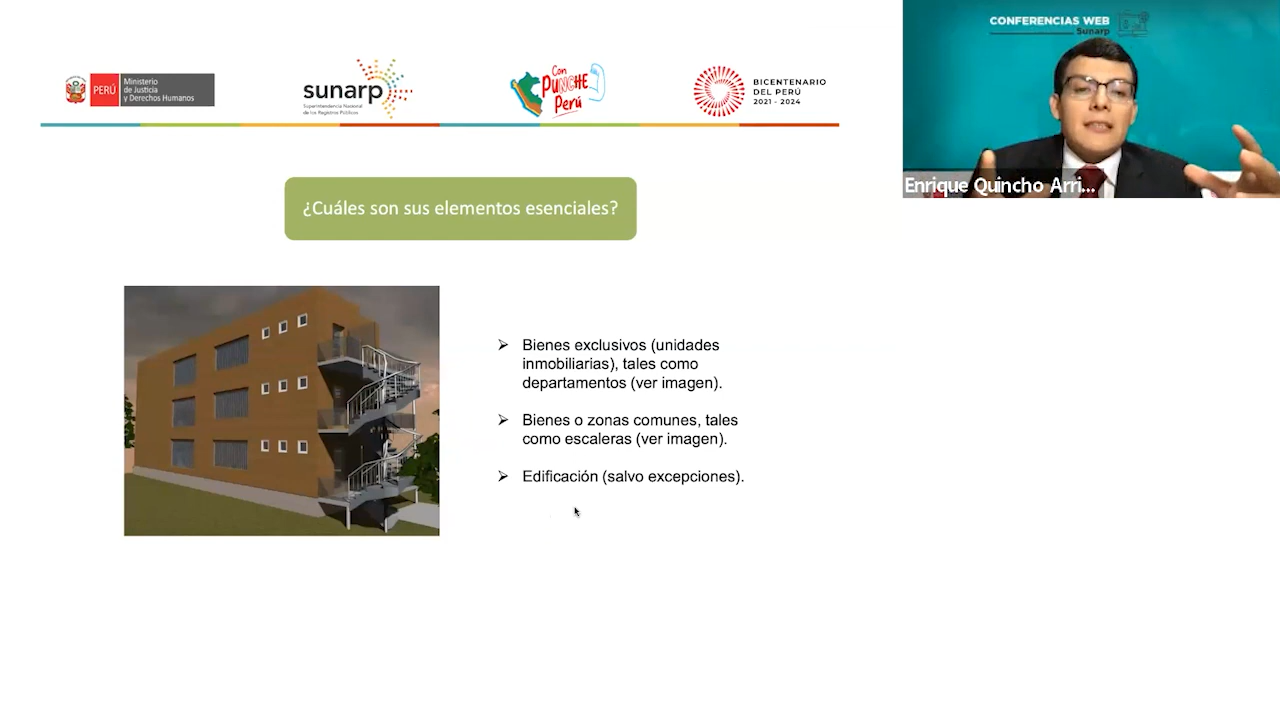 PERÚ
Ministerio
de Justicia
y Derechos Humanos
sunarp
Superintendencia Nacional
de los Registros Públicos
Con
PUNCHE
Perú
BICENTENARIO
DEL PERÚ
2021 - 2024
CONFERENCIAS WEB
Sunarp
Enrique Quincho Arri...
¿Cuáles son sus elementos esenciales?
➢ Bienes exclusivos (unidades
inmobiliarias), tales como
departamentos (ver imagen).
➢ Bienes o zonas comunes, tales
como escaleras (ver imagen).
➢ Edificación (salvo excepciones).